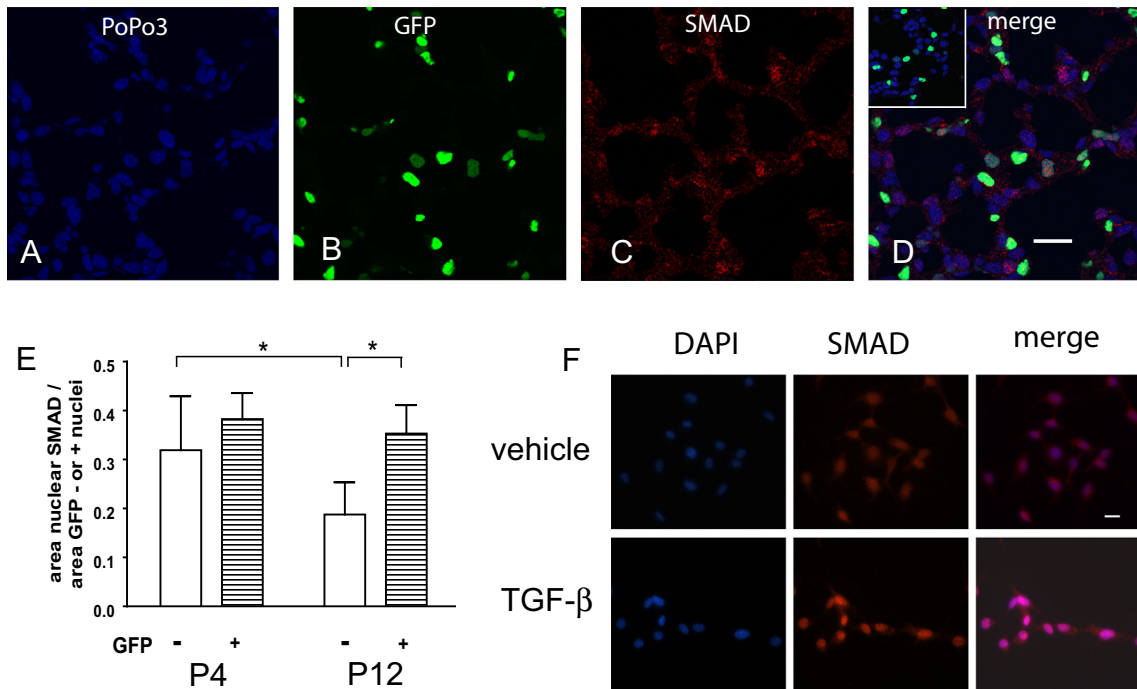 PoPo3 GFP SMAD merge
A B C D
E
area nuclear SMAD /
area GFP - or + nuclei
0.5
0.4
0.3
0.2
0.1
0.0
* *
GFP - + - +
P4 P12
F
DAPI SMAD merge
vehicle
TGF-β